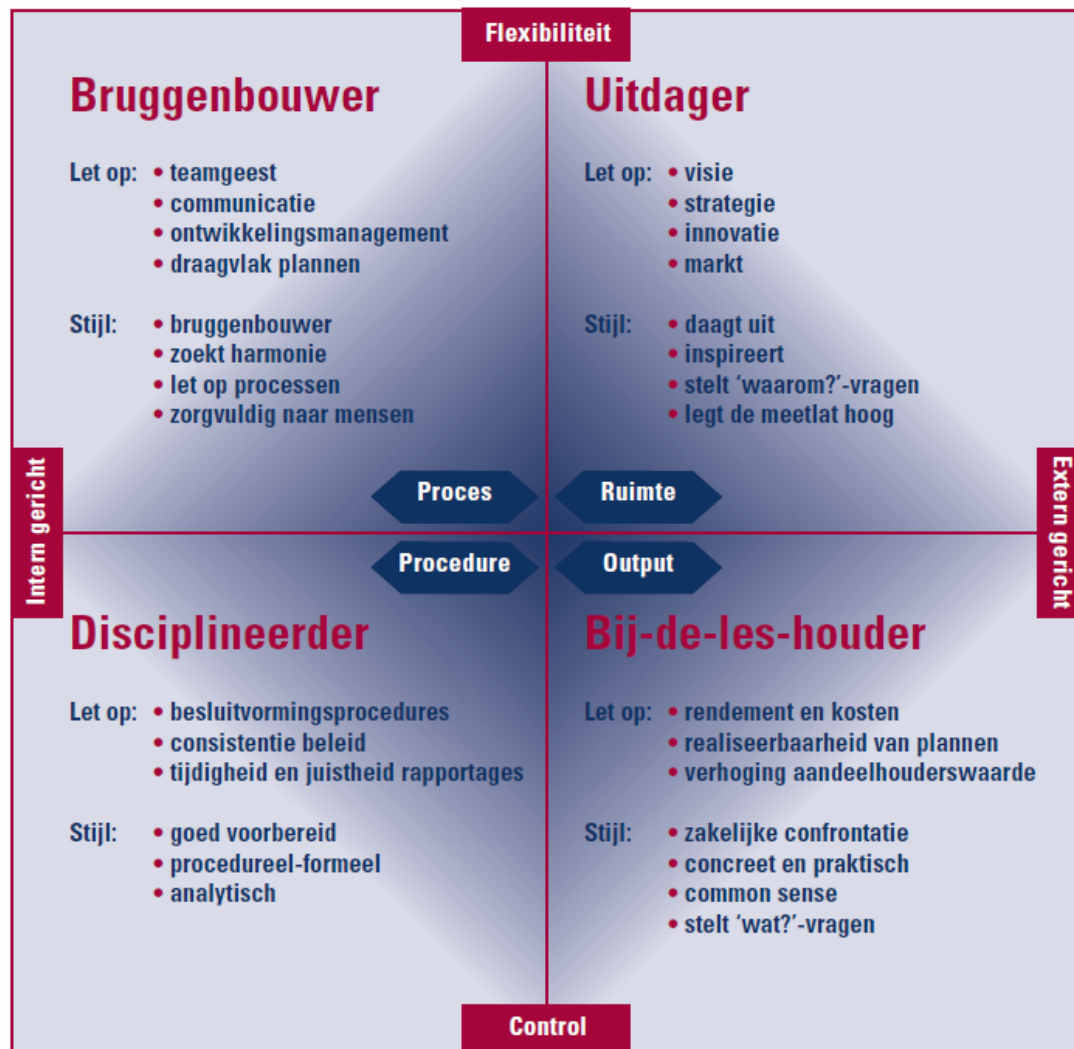 Flexibiliteit
Bruggenbouwer
Let op: • teamgeest
• communicatie
• ontwikkelingsmanagement
• draagvlak plannen
Stijl: • bruggenbouwer
• zoekt harmonie
• let op processen
• zorgvuldig naar mensen
Uitdager
Let op: • visie
• strategie
• innovatie
• markt
Stijl: • daagt uit
• inspireert
• stelt ‘waarom?’-vragen
• legt de meetlat hoog
Intern gericht
Proces
Ruimte
Extern gericht
Procedure
Output
Disciplineerder
Let op: • besluitvormingsprocedures
• consistentie beleid
• tijdigheid en juistheid rapportages
Stijl: • goed voorbereid
• procedureel-formeel
• analytisch
Bij-de-les-houder
Let op: • rendement en kosten
• realiseerbaarheid van plannen
• verhoging aandeelhouderswaarde
Stijl: • zakelijke confrontatie
• concreet en praktisch
• common sense
• stelt ‘wat?’-vragen
Control